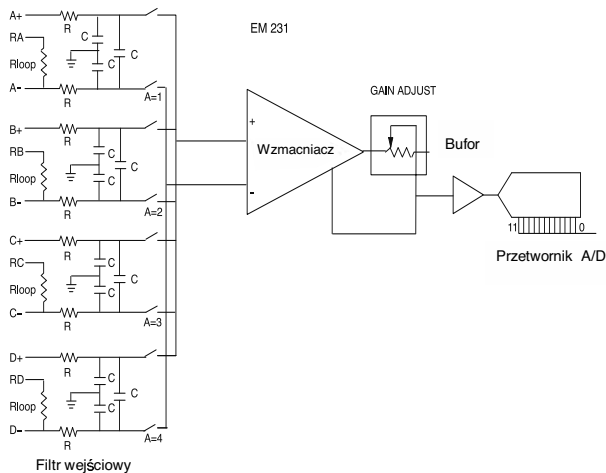 EM 231
A+
R
C
RA
C
Rloop
C
A-
R
A=1
B+
R
C
RB
C
Rloop
C
B-
R
A=2
C+
R
C
RC
C
Rloop
C
C-
R
A=3
D+
R
C
RD
C
Rloop
C
D-
R
A=4
Filtr wejściowy
+
Wzmacniacz
-
GAIN ADJUST
Bufor
11
0
Przetwornik A/D